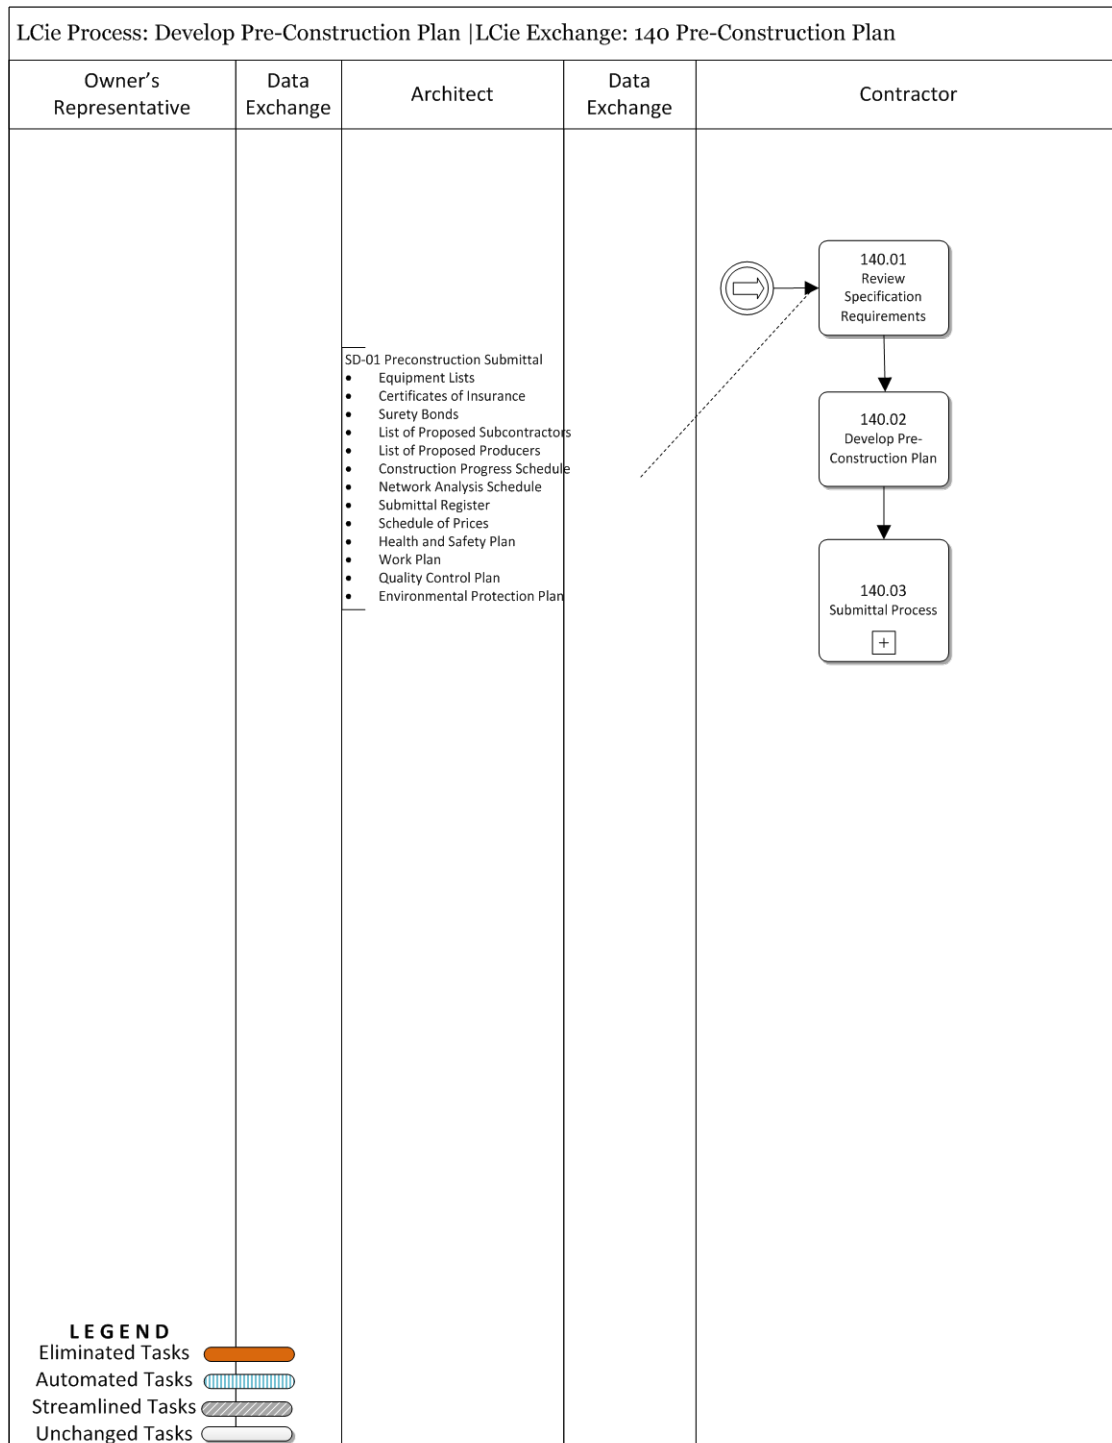 LCie Process: Develop Pre-Construction Plan |LCie Exchange: 140 Pre-Construction Plan
Owner's
Representative
Data
Exchange
Architect
Data
Exchange
Contractor
140.01
Review
Specification
Requirements
SD-01 Preconstruction Submittal
• Equipment Lists
• Certificates of Insurance
• Surety Bonds
• List of Proposed Subcontractors
• List of Proposed Producers
• Construction Progress Schedule
• Network Analysis Schedule
• Submittal Register
• Schedule of Prices
• Health and Safety Plan
• Work Plan
• Quality Control Plan
• Environmental Protection Plan
140.02
Develop Pre-
Construction Plan
140.03
Submittal Process
+
LEGEND
Eliminated Tasks
Automated Tasks
Streamlined Tasks
Unchanged Tasks